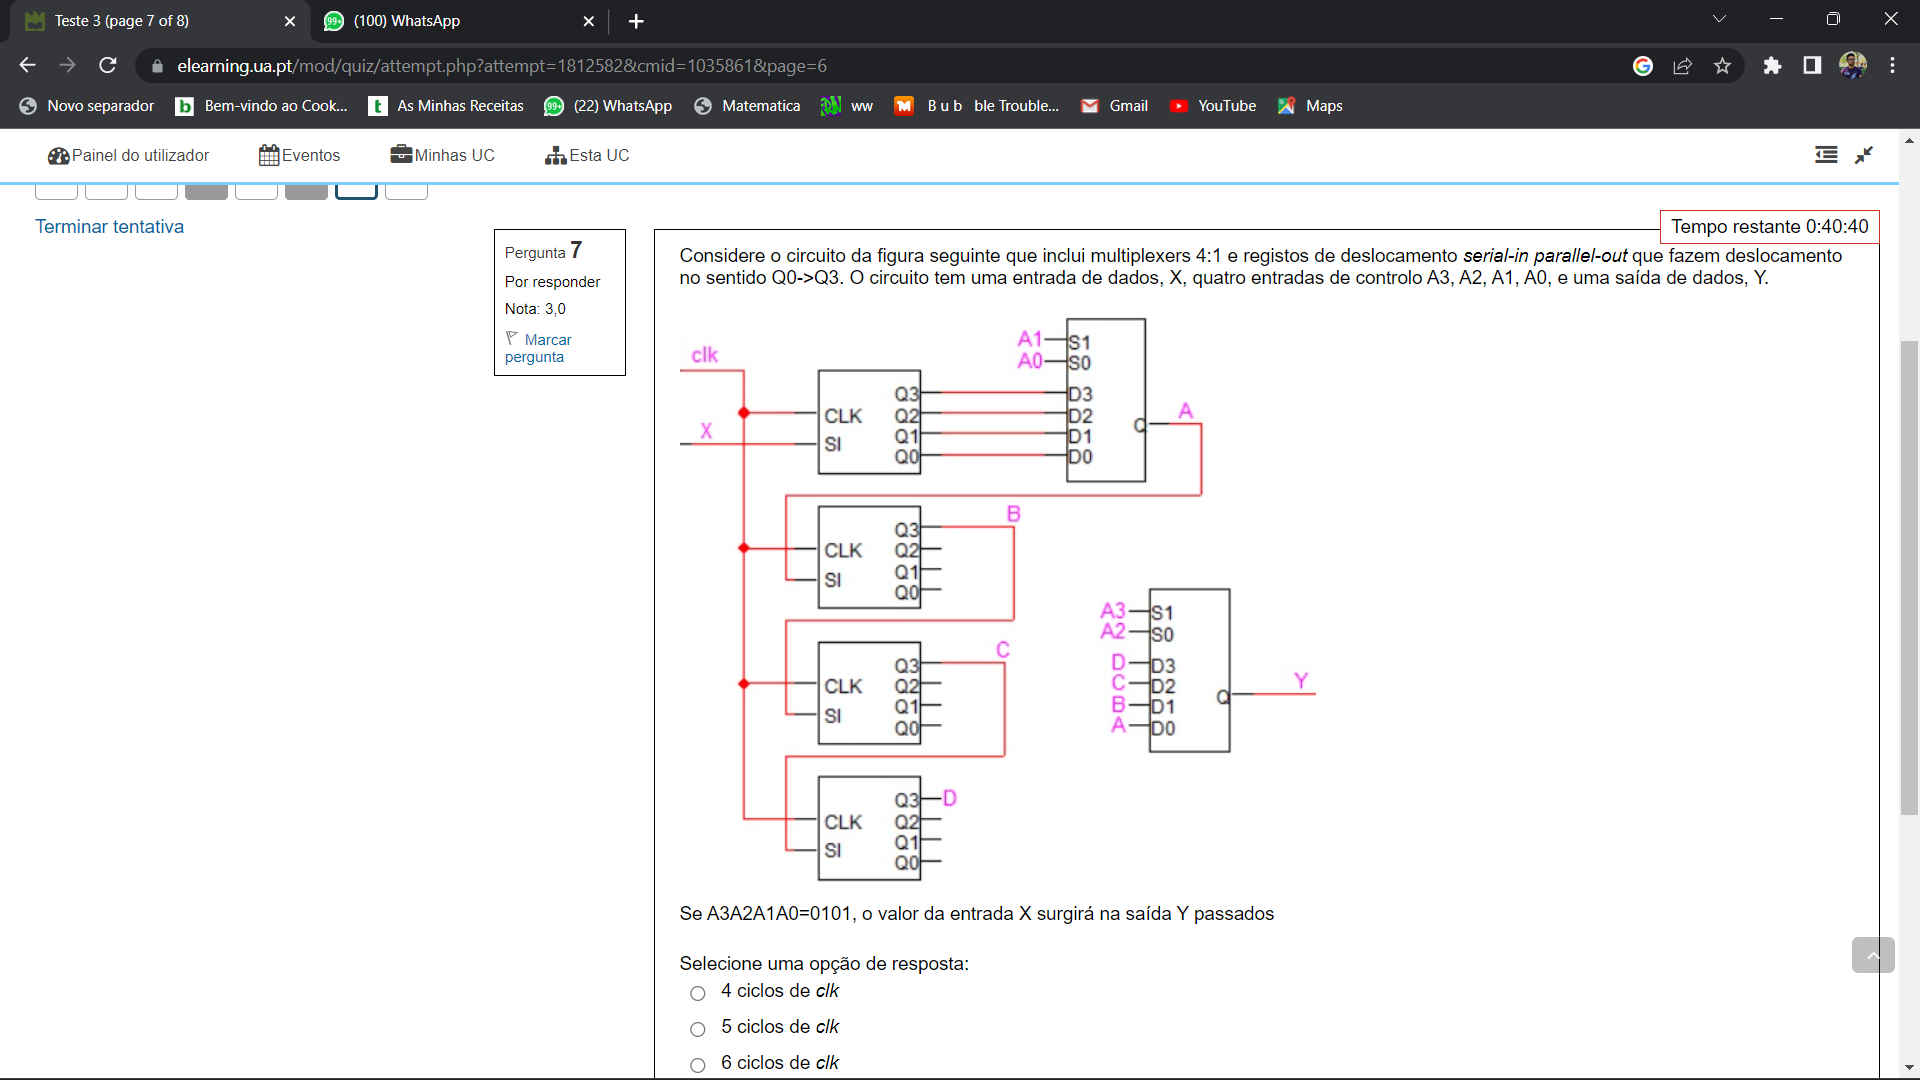 Teste 3 (page 7 of 8)
(100) WhatsApp
elearning.ua.pt/mod/quiz/attempt.php?attempt=1812582&cmid=1035861&page=6
Novo separador
Bem-vindo ao Cook...
As Minhas Receitas
(22) WhatsApp
Matematica
ww
B u b ble Trouble...
Gmail
YouTube
Maps
Painel do utilizador
Eventos
Minhas UC
Esta UC
Terminar tentativa
Tempo restante 0:40:40
Pergunta 7
Por responder
Nota: 3,0
Marcar
pergunta
Considere o circuito da figura seguinte que inclui multiplexers 4:1 e registos de deslocamento serial-in parallel-out que fazem deslocamento
no sentido Q0->Q3. O circuito tem uma entrada de dados, X, quatro entradas de controlo A3, A2, A1, A0, e uma saída de dados, Y.
clk
X
CLK
SI
Q3
Q2
Q1
Q0
A1
A0
S1
S0
D3
D2
D1
D0
Q
A
CLK
SI
Q3
Q2
Q1
Q0
B
CLK
SI
Q3
Q2
Q1
Q0
C
CLK
SI
Q3
Q2
Q1
Q0
D
A3
A2
D
C
B
A
S1
S0
D3
D2
D1
D0
Q
Y
Se A3A2A1A0=0101, o valor da entrada X surgirá na saída Y passados
Selecione uma opção de resposta:
4 ciclos de clk
5 ciclos de clk
6 ciclos de clk